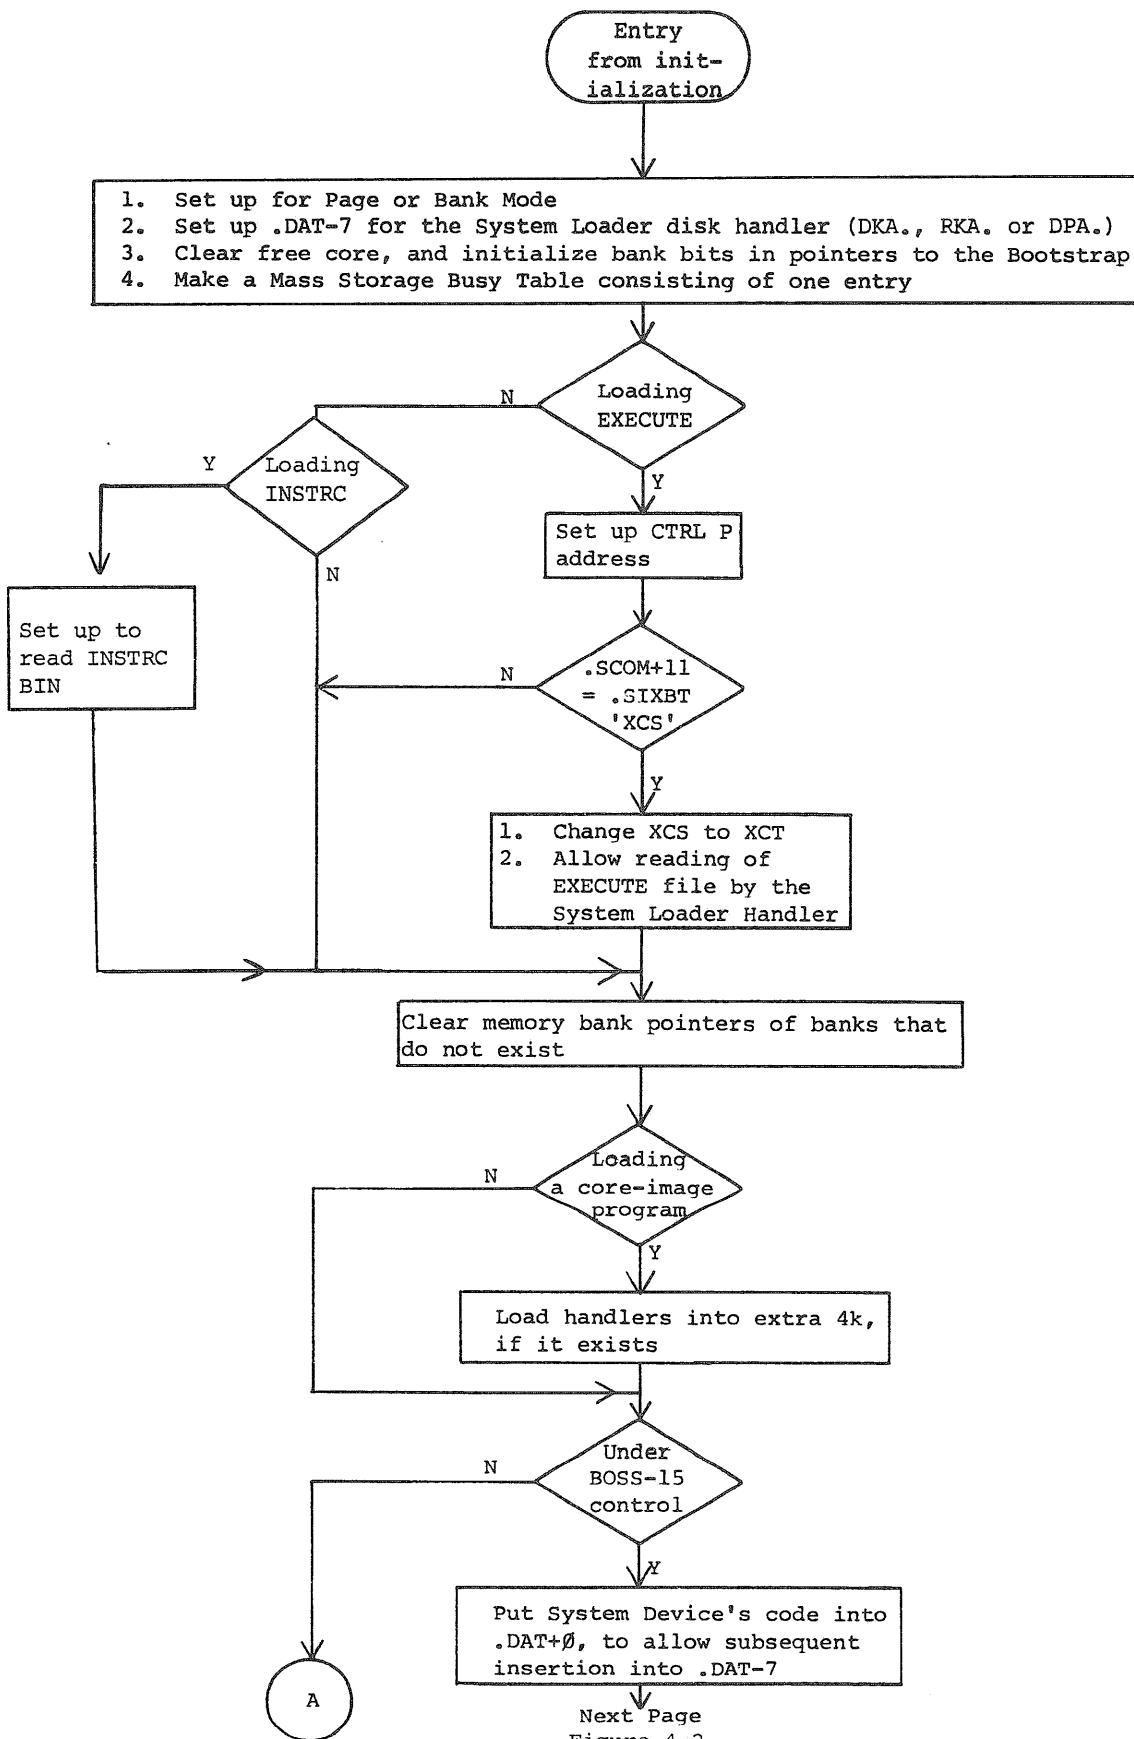 Entry
from init-
ialization
1. Set up for Page or Bank Mode
2. Set up .DAT-7 for the System Loader disk handler (DKA., RKA. or DPA.)
3. Clear free core, and initialize bank bits in pointers to the Bootstrap
4. Make a Mass Storage Busy Table consisting of one entry
N
Loading
EXECUTE
Y
Y
Loading
INSTRC
N
Set up CTRL P
address
Set up to
read INSTRC
BIN
N
.SCOM+11
= .SIXBT
'XCS'
Y
1. Change XCS to XCT
2. Allow reading of
EXECUTE file by the
System Loader Handler
Clear memory bank pointers of banks that
do not exist
N
Loading
a core-image
program
Y
Load handlers into extra 4k,
if it exists
N
Under
BOSS-15
control
Y
Put System Device's code into
.DAT+Ø, to allow subsequent
insertion into .DAT-7
A
Next Page